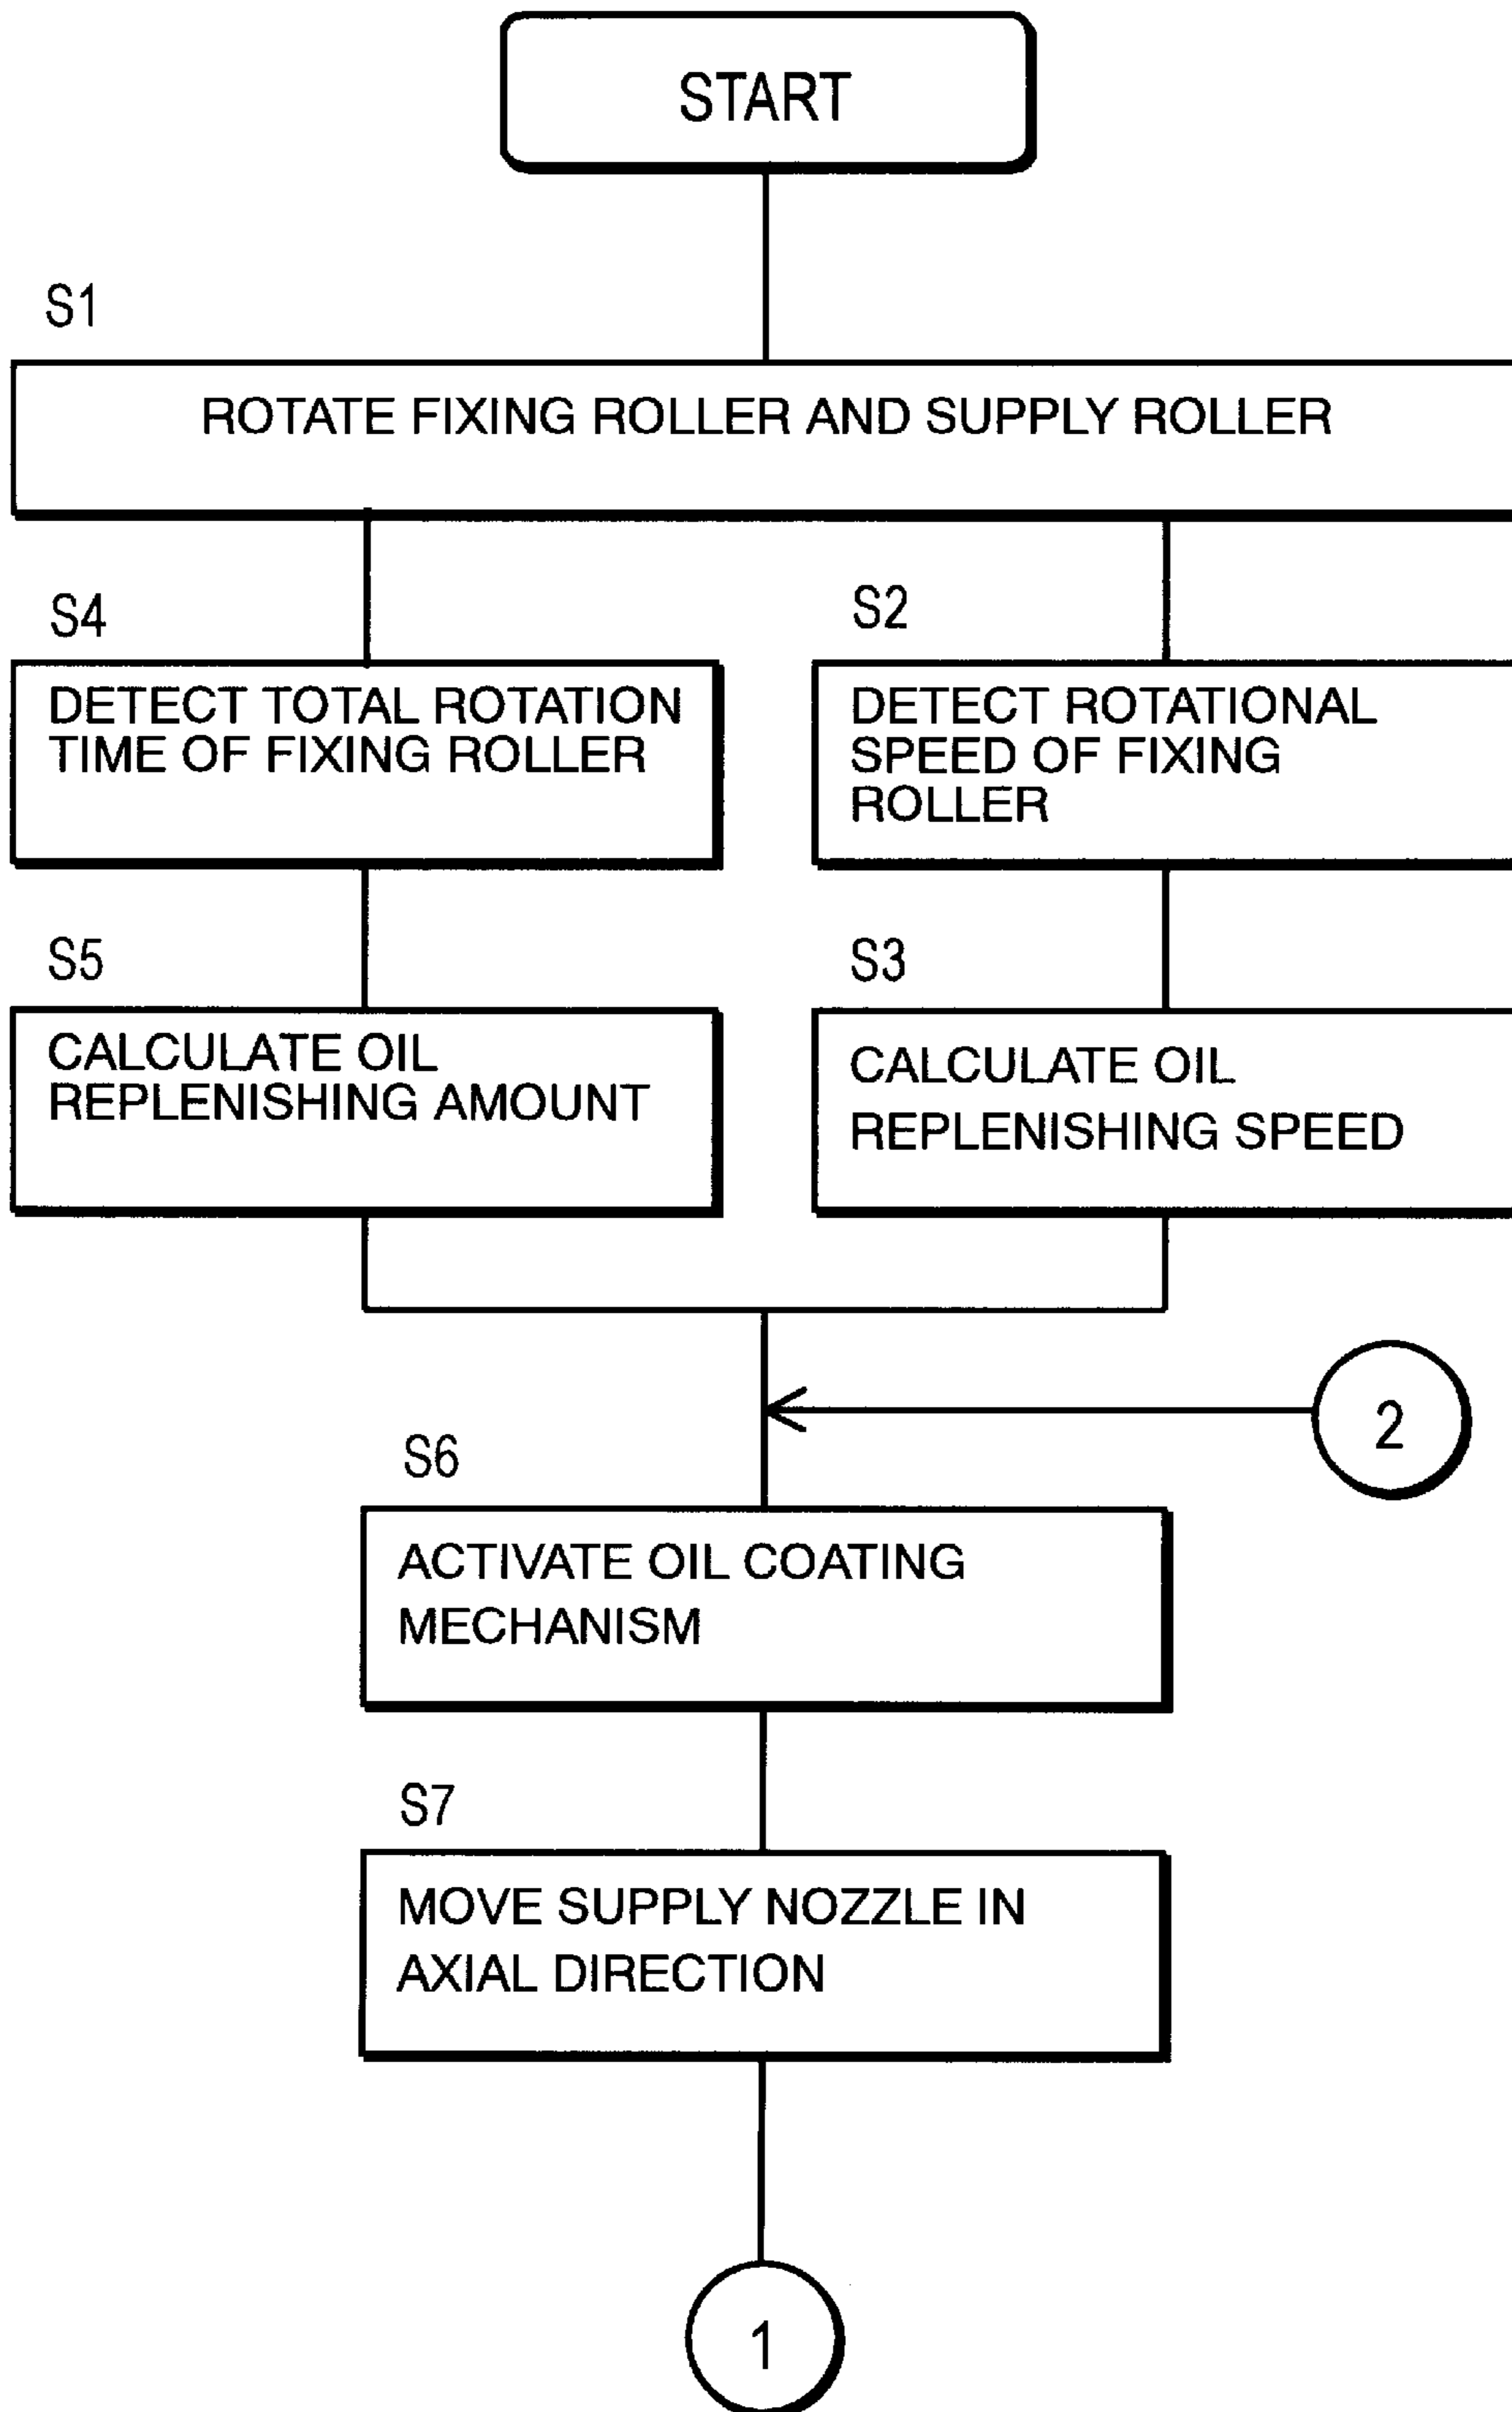 START
S1
ROTATE FIXING ROLLER AND SUPPLY ROLLER
S4
DETECT TOTAL ROTATION
TIME OF FIXING ROLLER
S2
DETECT ROTATIONAL
SPEED OF FIXING
ROLLER
S5
CALCULATE OIL
REPLENISHING AMOUNT
S3
CALCULATE OIL
REPLENISHING SPEED
2
S6
ACTIVATE OIL COATING
MECHANISM
S7
MOVE SUPPLY NOZZLE IN
AXIAL DIRECTION
1